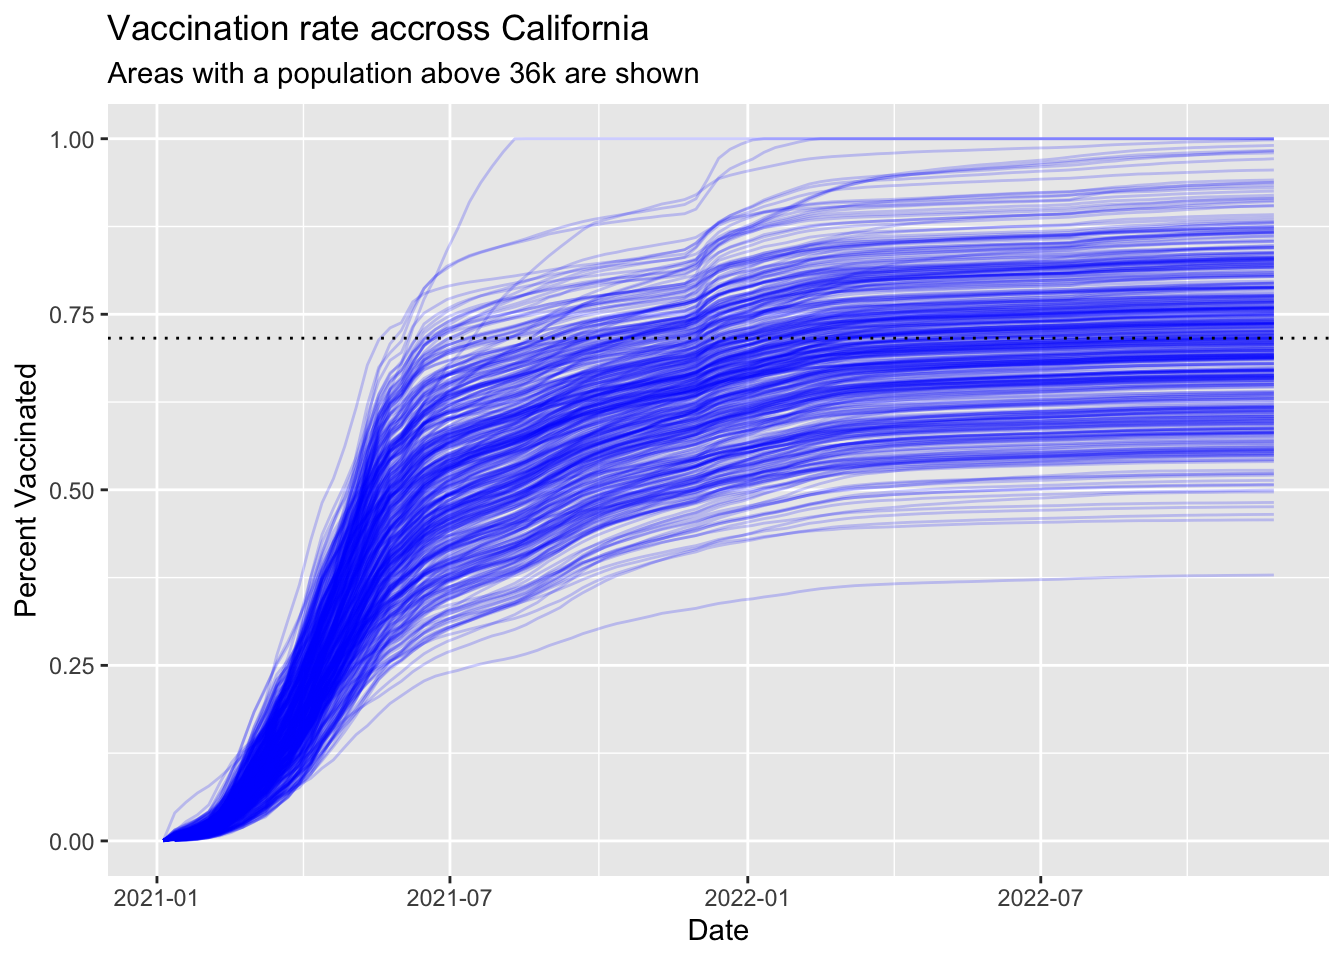 Vaccination rate accross California
Areas with a population above 36k are shown
Percent Vaccinated
1.00
0.75
0.50
0.25
0.00
2021-01 2021-07 2022-01 2022-07
Date